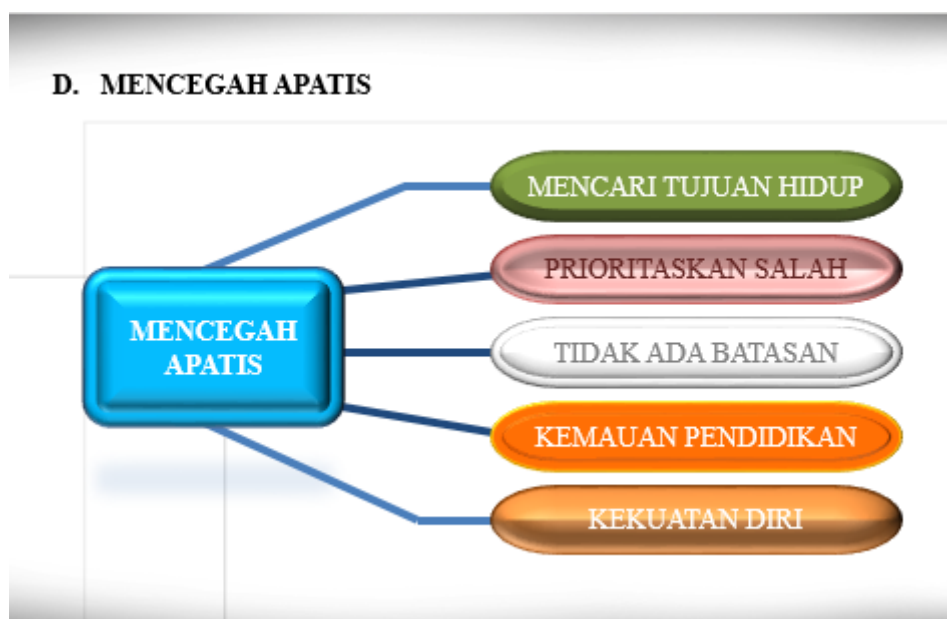 D. MENCEGAH APATIS
MENCARI TUJUAN HIDUP
PRIORITASKAN SALAH
MENCEGAH
APATIS
TIDAK ADA BATASAN
KEMAUAN PENDIDIKAN
KEKUATAN DIRI